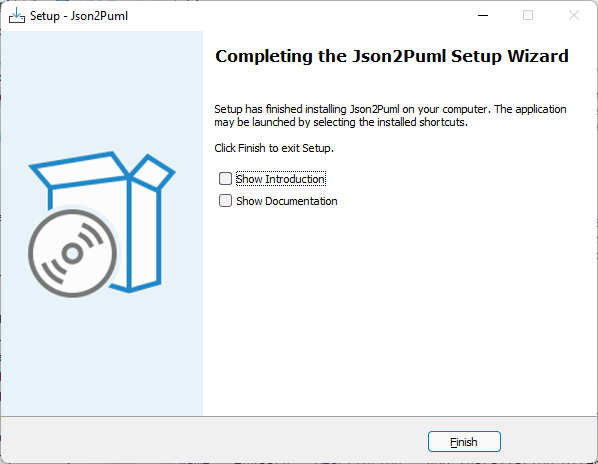 Setup - Json2Puml
Completing the Json2Puml Setup Wizard
Setup has finished installing Json2Puml on your computer. The application
may be launched by selecting the installed shortcuts.
Click Finish to exit Setup.
Show Introduction
Show Documentation
Finish